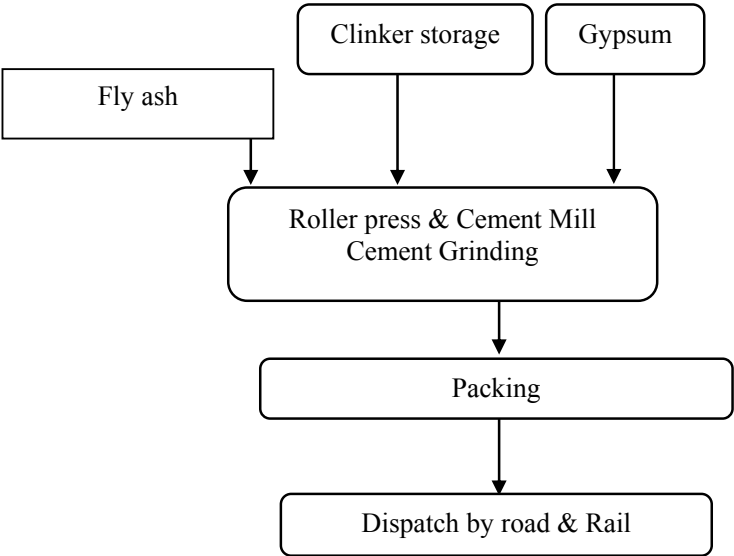 Clinker storage
Gypsum
Fly ash
Roller press & Cement Mill
Cement Grinding
Packing
Dispatch by road & Rail